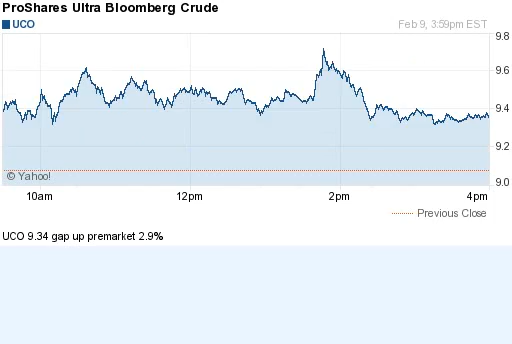 ProShares Ultra Bloomberg Crude
UCO Feb 9, 3:59pm EST
9.8
9.6
9.4
9.2
9.0
© Yahoo!
10am 12pm 2pm 4pm
Previous Close
UCO 9.34 gap up premarket 2.9%